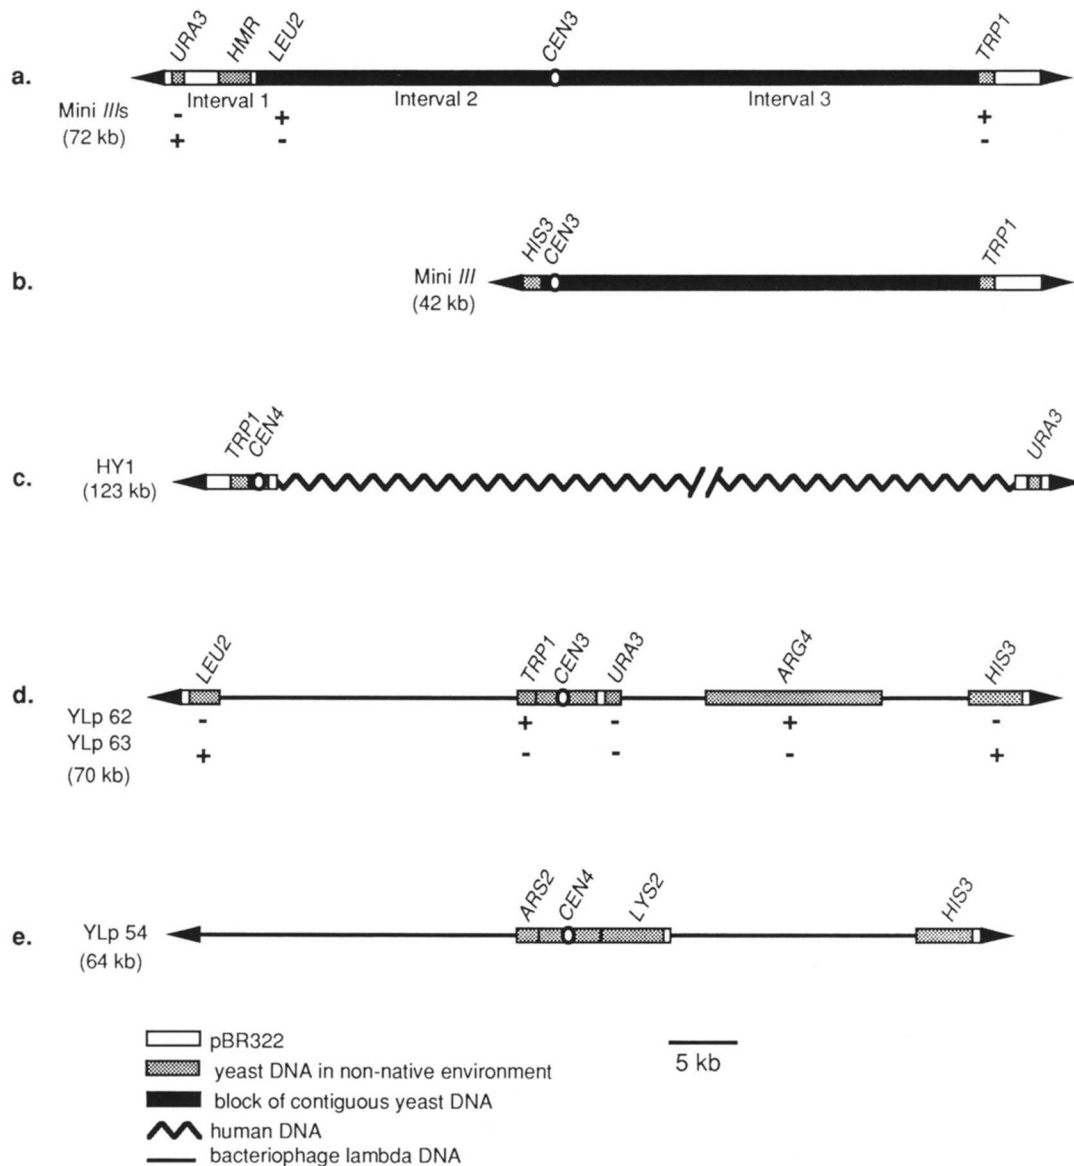 URA3 HMR LEU2 CEN3 TRP1
a.
Interval 1 Interval 2 Interval 3
Mini IIIs - + +
(72 kb) + - -
HIS3 CEN3 TRP1
b. Mini III
(42 kb)
TRP1 CEN4 URA3
c. HY1
(123 kb)
LEU2 TRP1 CEN3 URA3 ARG4 HIS3
d.
YLp 62 - + - + -
YLp 63 + - - - +
(70 kb)
ARS2 CEN4 LYS2 HIS3
e. YLp 54
(64 kb)
pBR322
5 kb
yeast DNA in non-native environment
block of contiguous yeast DNA
human DNA
bacteriophage lambda DNA